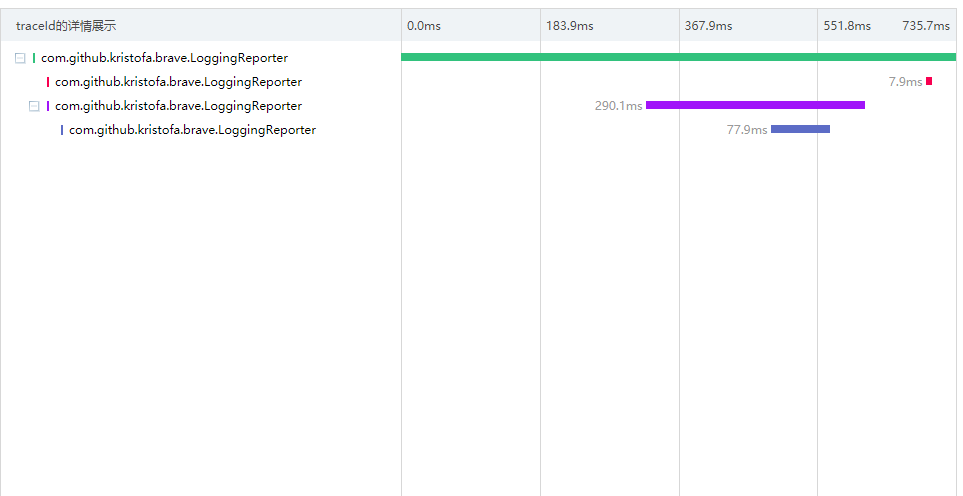 traceId的详情展示 0.0ms 183.9ms 367.9ms 551.8ms 735.7ms
com.github.kristofa.brave.LoggingReporter
com.github.kristofa.brave.LoggingReporter 7.9ms
com.github.kristofa.brave.LoggingReporter 290.1ms
com.github.kristofa.brave.LoggingReporter 77.9ms